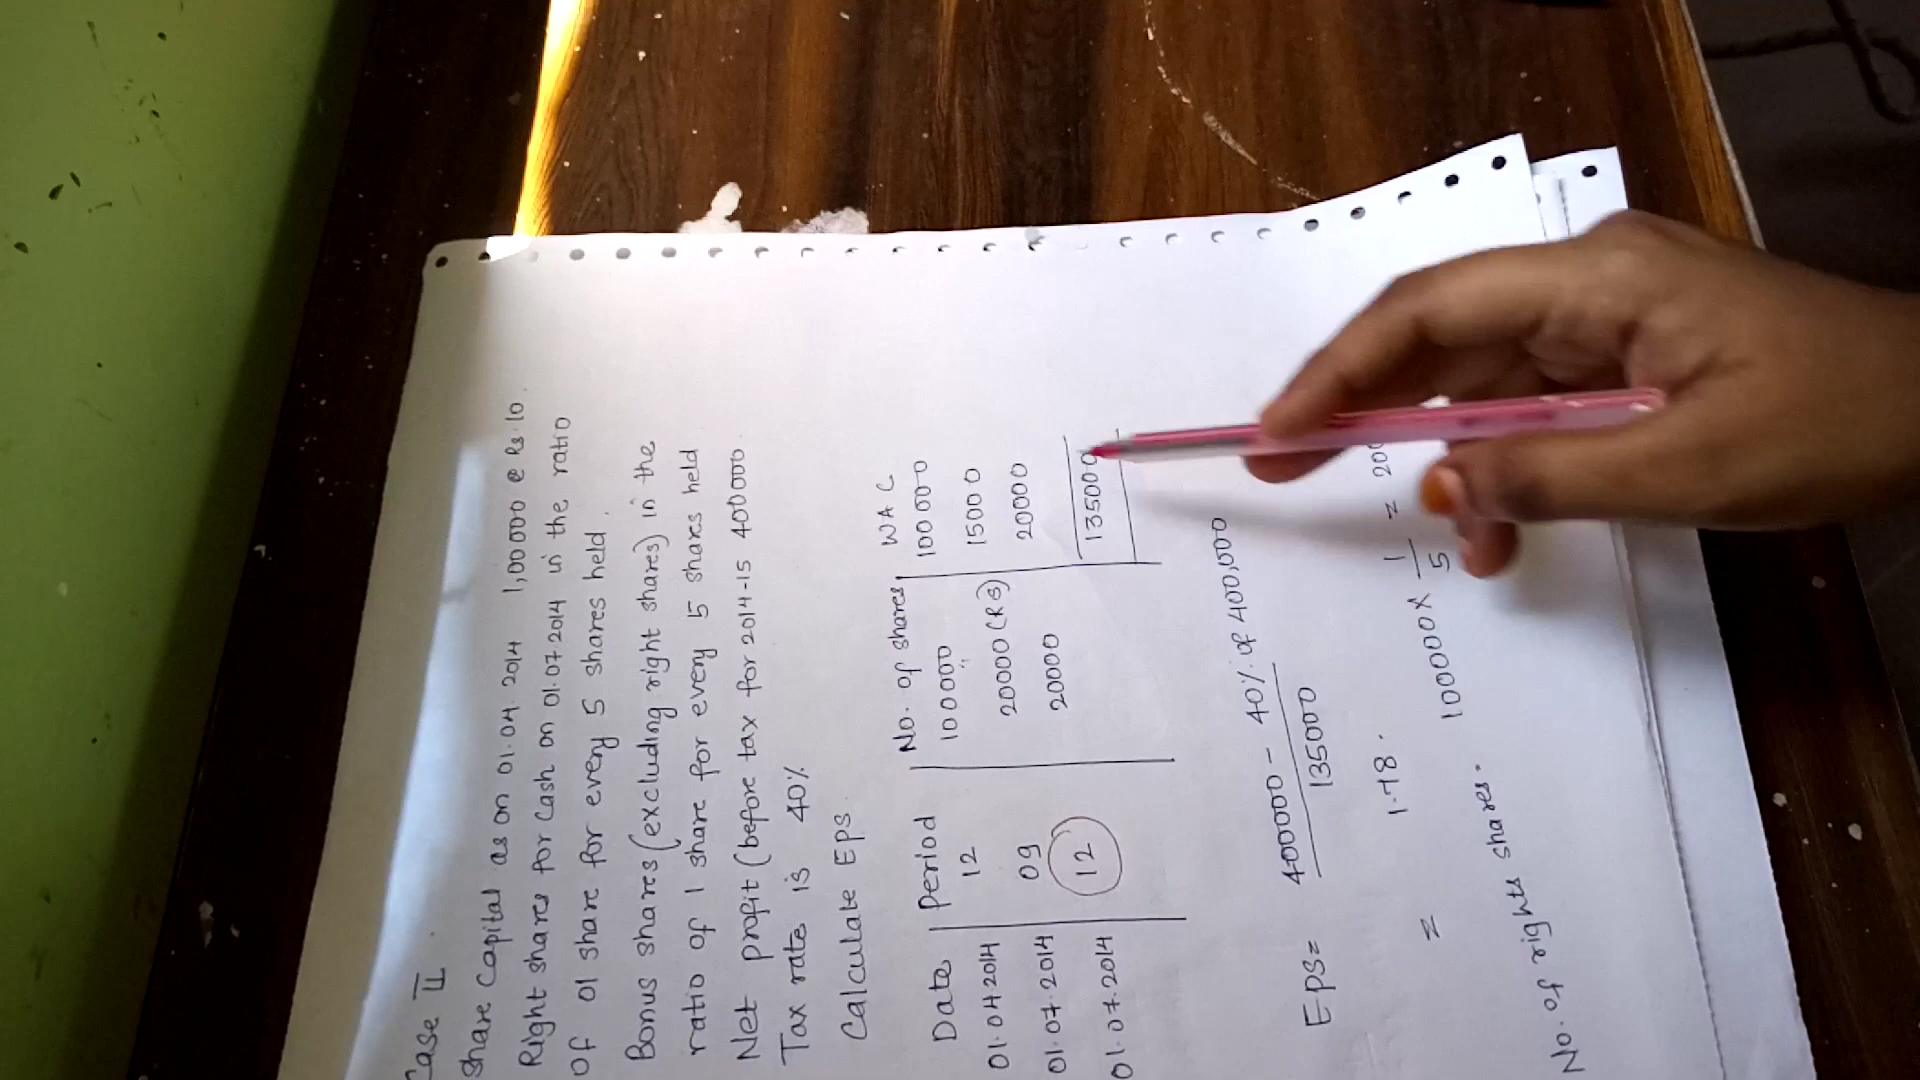 Case II.
Share Capital as on 01.04.2014 1,00000 @ Rs.10.
Right shares for cash on 01.07.2014 in the ratio
of 01 share for every 5 shares held.
Bonus shares (excluding right shares) in the
ratio of 1 share for every 5 shares held
Net profit (before tax for 2014-15 400000.
Tax rate is 40%
Calculate EPS.
Date Period No. of shares WAC
01.04.2014 12 100000 100000
01.07.2014 09 20000 (RS) 15000
01.07.2014 12 20000 20000
135000
EPS = 400000 - 40% of 400,000
135000
= 1.78.
No. of rights shares. 100000 x 1/5 = 200